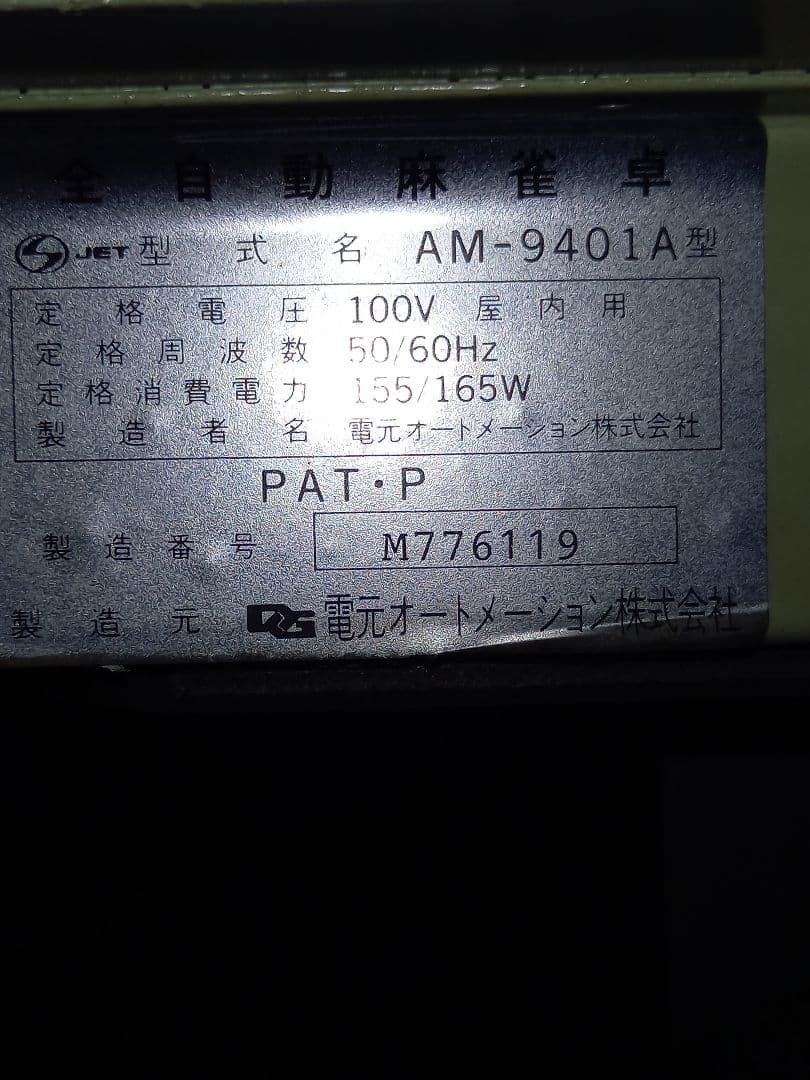 全自動麻雀卓
JET 型式名 AM-9401A型
定格電圧 100V 屋内用
定格周波数 50/60Hz
定格消費電力 155/165W
製造者名 電元オートメーション株式会社
PAT・P
製造番号 M776119
製造元 DG 電元オートメーション株式会社